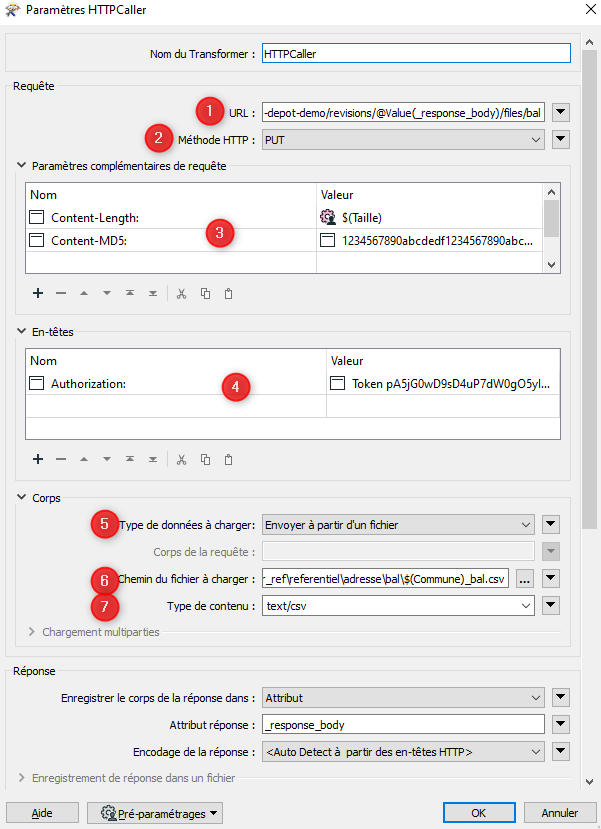 Paramètres HTTPCaller
Nom du Transformer : HTTPCaller
Requête
1 URL : -depot-demo/revisions/@Value(_response_body)/files/bal
2 Méthode HTTP : PUT
Paramètres complémentaires de requête
Nom Valeur
Content-Length: $(Taille)
3
Content-MD5: 1234567890abcdedf1234567890abc...
En-têtes
Nom Valeur
Authorization: 4 Token pA5jG0wD9sD4uP7dW0gO5yl...
Corps
5 Type de données à charger: Envoyer à partir d'un fichier
Corps de la requête :
6 Chemin du fichier à charger : r_ref\referentiel\adresse\bal\$(Commune)_bal.csv ...
7 Type de contenu : text/csv
Chargement multiparties
Réponse
Enregistrer le corps de la réponse dans : Attribut
Attribut réponse : _response_body
Encodage de la réponse : <Auto Detect à partir des en-têtes HTTP>
Enregistrement de réponse dans un fichier
Aide Pré-paramétrages OK Annuler